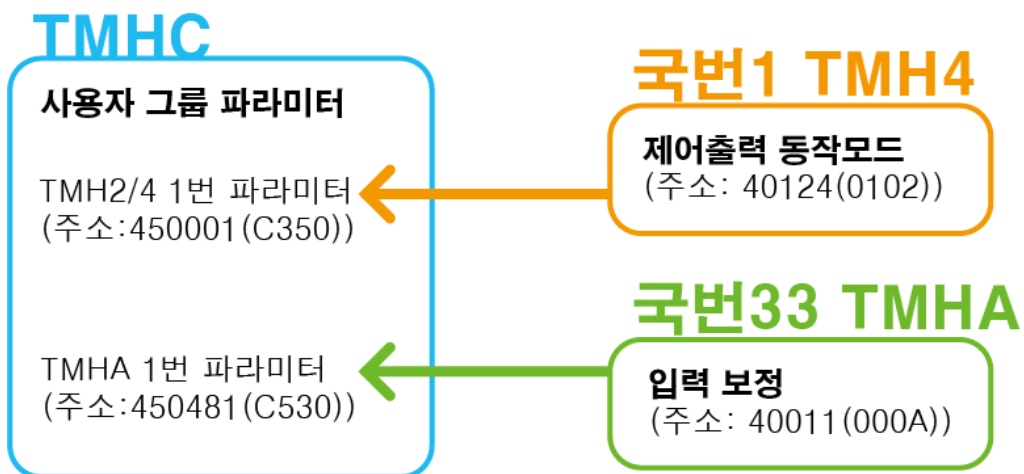 TMHC
사용자 그룹 파라미터
TMH2/4 1번 파라미터
(주소:450001(C350))
TMHA 1번 파라미터
(주소:450481(C530))
국번1 TMH4
제어출력 동작모드
(주소: 40124(0102))
국번33 TMHA
입력 보정
(주소: 40011(000A))